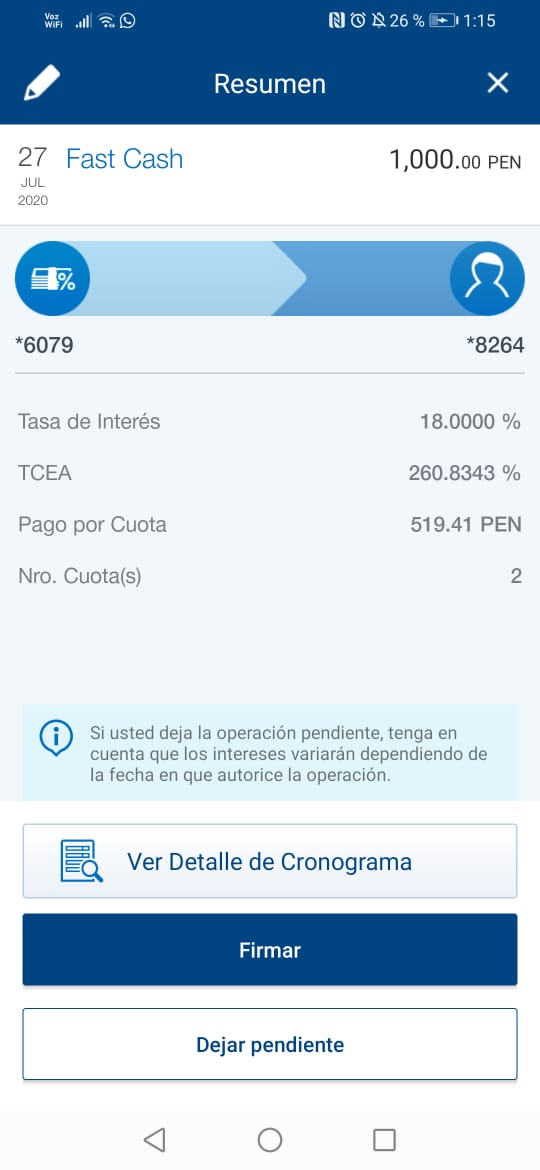 Voz
WiFi
26 %
1:15
Resumen
27
JUL
2020
Fast Cash
1,000.00 PEN
%
*6079
*8264
Tasa de Interés
18.0000 %
TCEA
260.8343 %
Pago por Cuota
519.41 PEN
Nro. Cuota(s)
2
Si usted deja la operación pendiente, tenga en
cuenta que los intereses variarán dependiendo de
la fecha en que autorice la operación.
Ver Detalle de Cronograma
Firmar
Dejar pendiente